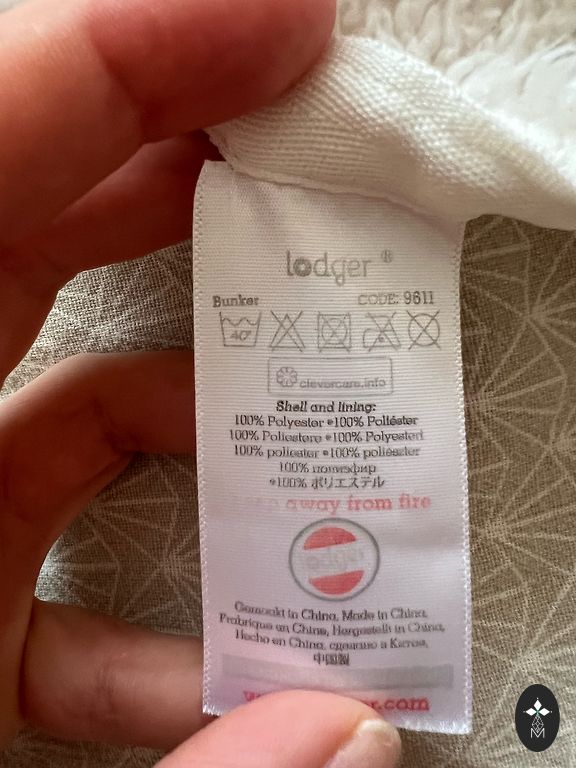 lodger ®
Bunker CODE: 9611
40°
clevercare.info
Shell and lining:
100% Polyester • 100% Poliéster
100% Poliestere • 100% Polyesteri
100% poliester • 100% poliészter
100% полиэфир
• 100% ポリエステル
away from fire
lodger
Gemaakt in China, Made in China,
Fabriqué en Chine, Hergestellt in China,
Hecho en China, сделано в Китае,
中国製
.com
M